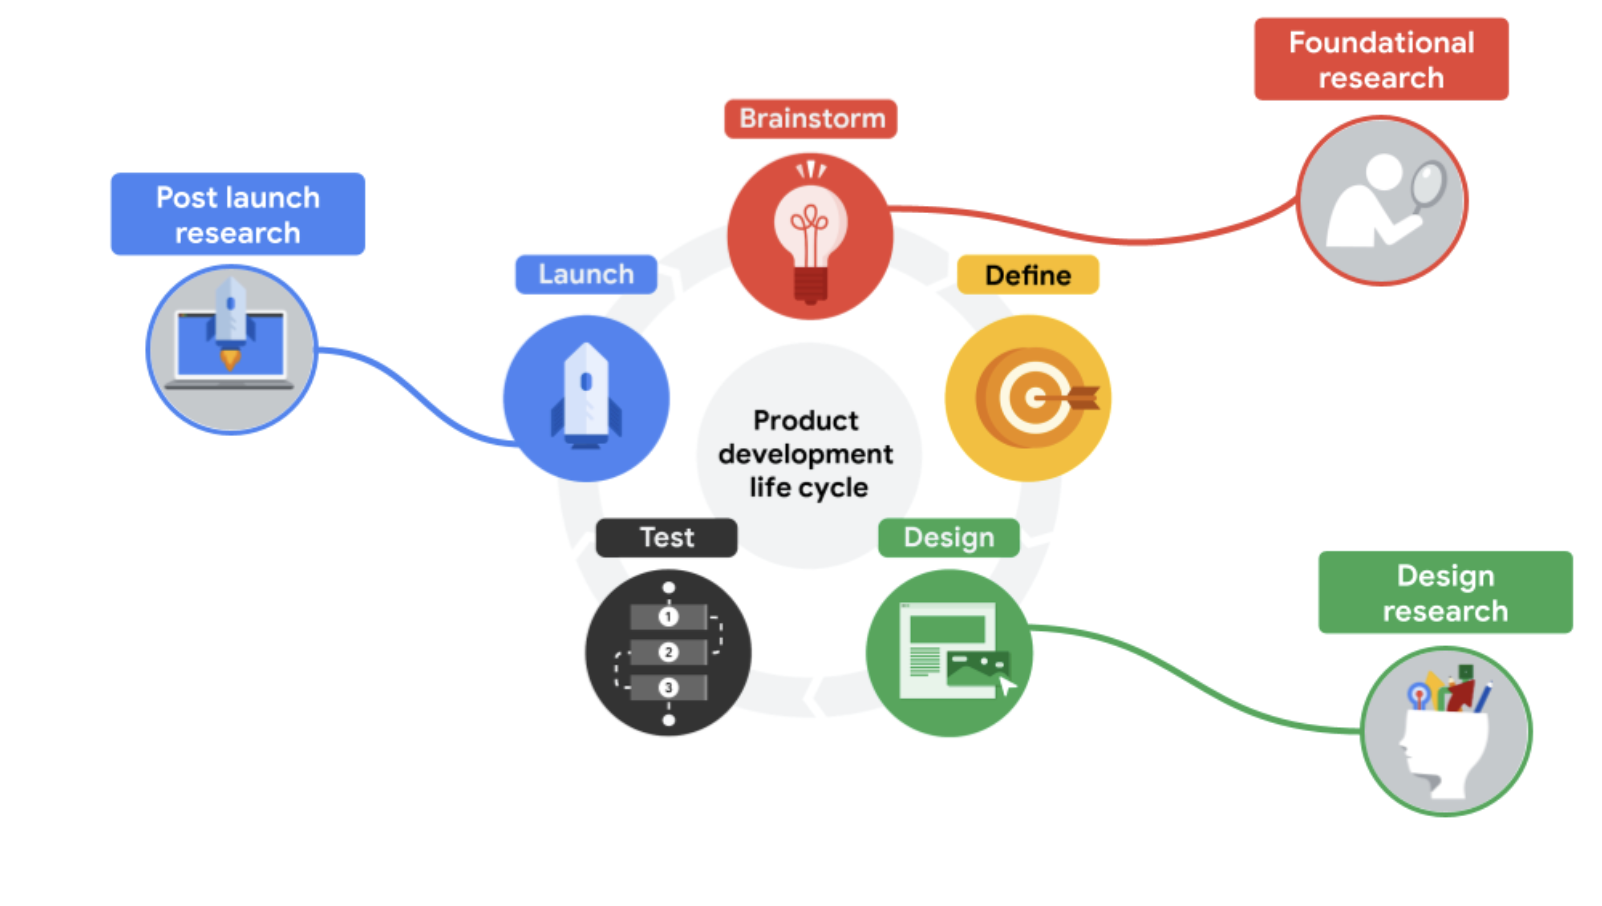 Foundational
research
Brainstorm
Post launch
research
Launch
Define
Product
development
life cycle
Test
Design
1
2
3
Design
research